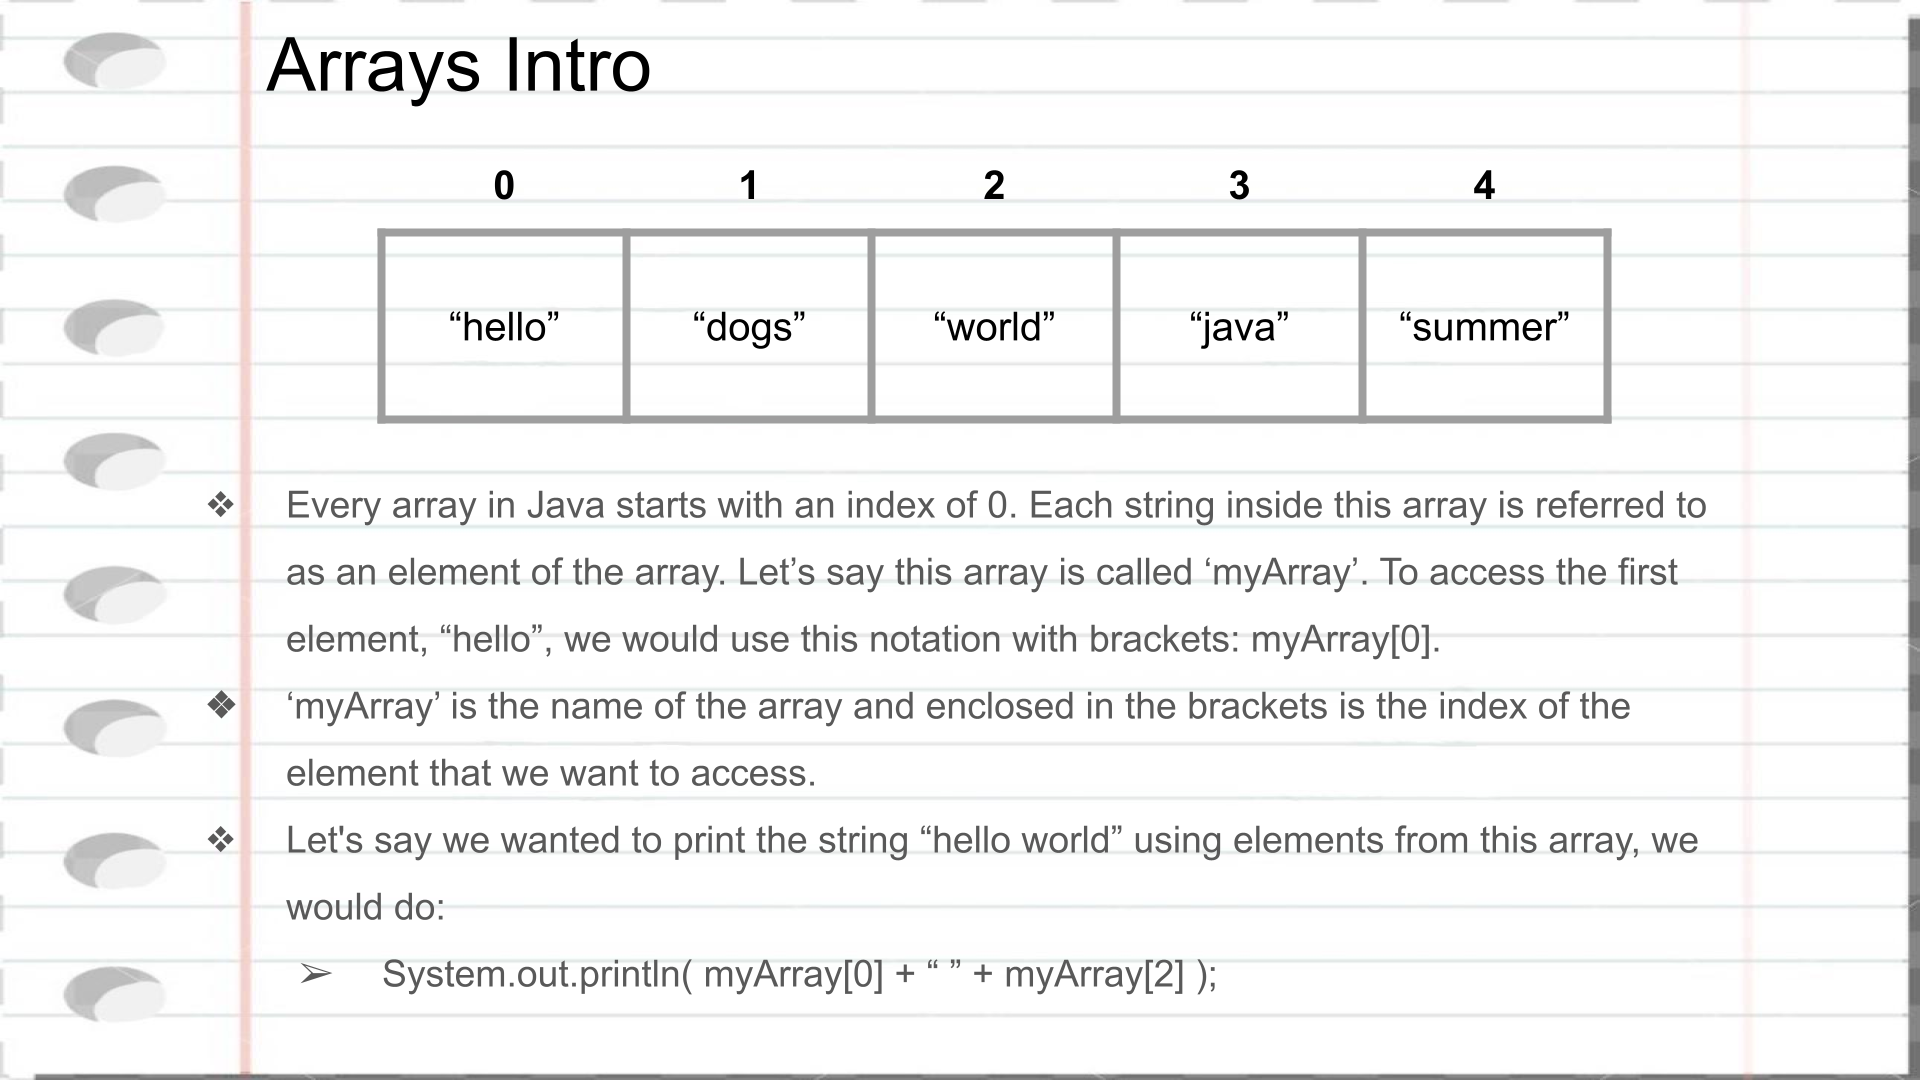 Arrays Intro
0 1 2 3 4
“hello” “dogs” “world” “java” “summer”
❖ Every array in Java starts with an index of 0. Each string inside this array is referred to
as an element of the array. Let’s say this array is called ‘myArray’. To access the first
element, “hello”, we would use this notation with brackets: myArray[0].
❖ ‘myArray’ is the name of the array and enclosed in the brackets is the index of the
element that we want to access.
❖ Let's say we wanted to print the string “hello world” using elements from this array, we
would do:
➢ System.out.println( myArray[0] + “ ” + myArray[2] );